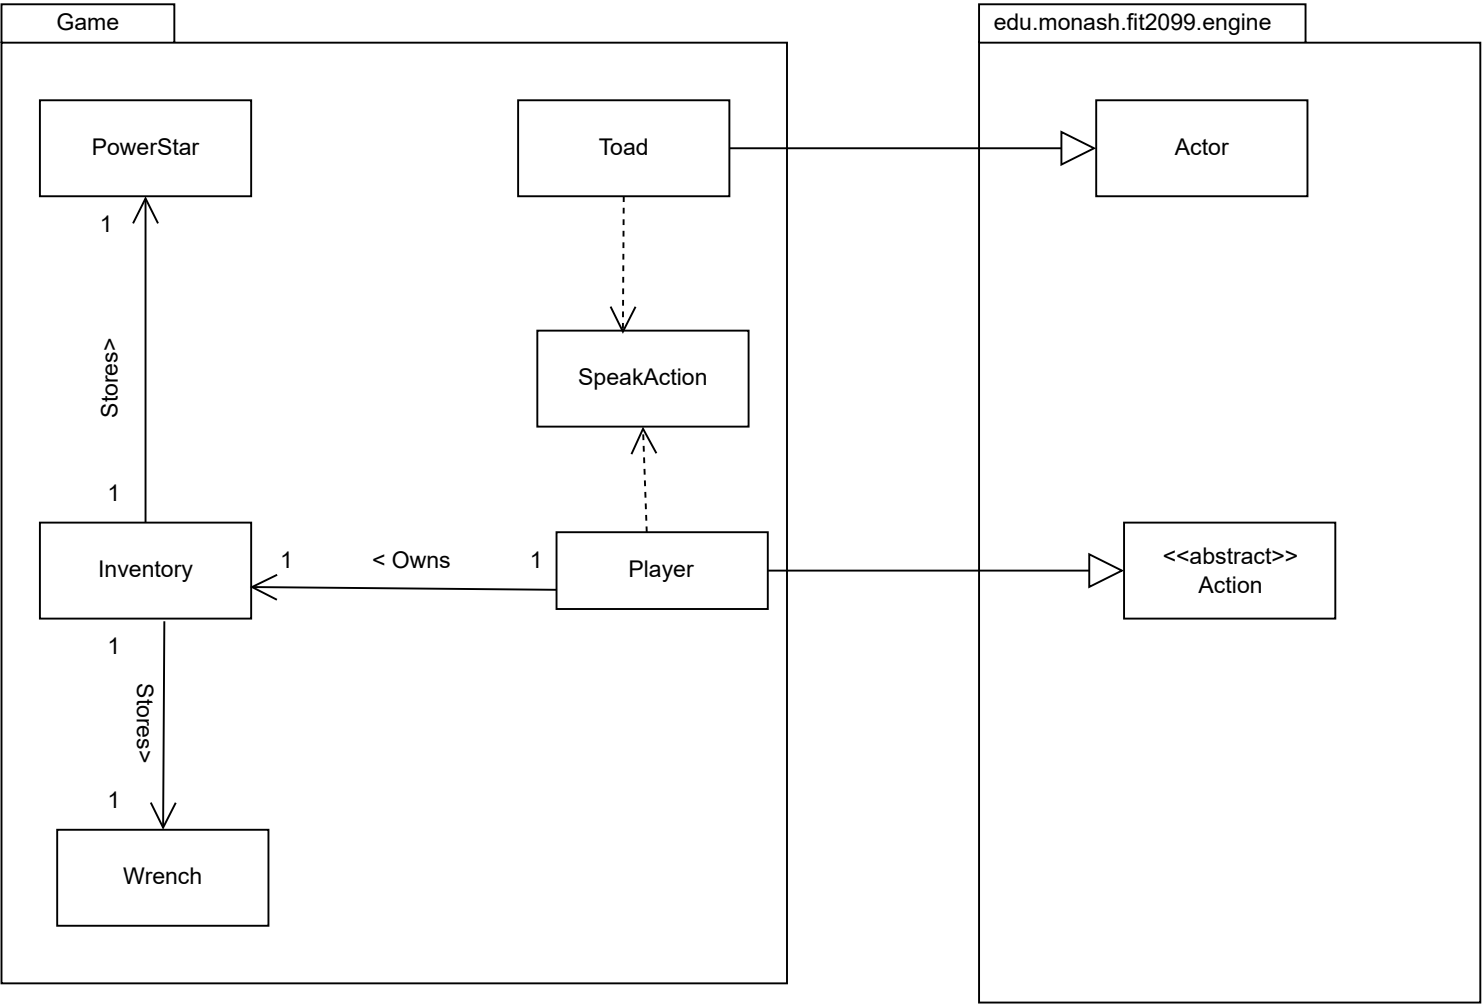 Game
edu.monash.fit2099.engine
PowerStar
Toad
Actor
1
Stores>
SpeakAction
1
Inventory
1
< Owns
1
Player
<<abstract>>
Action
1
Stores>
1
Wrench